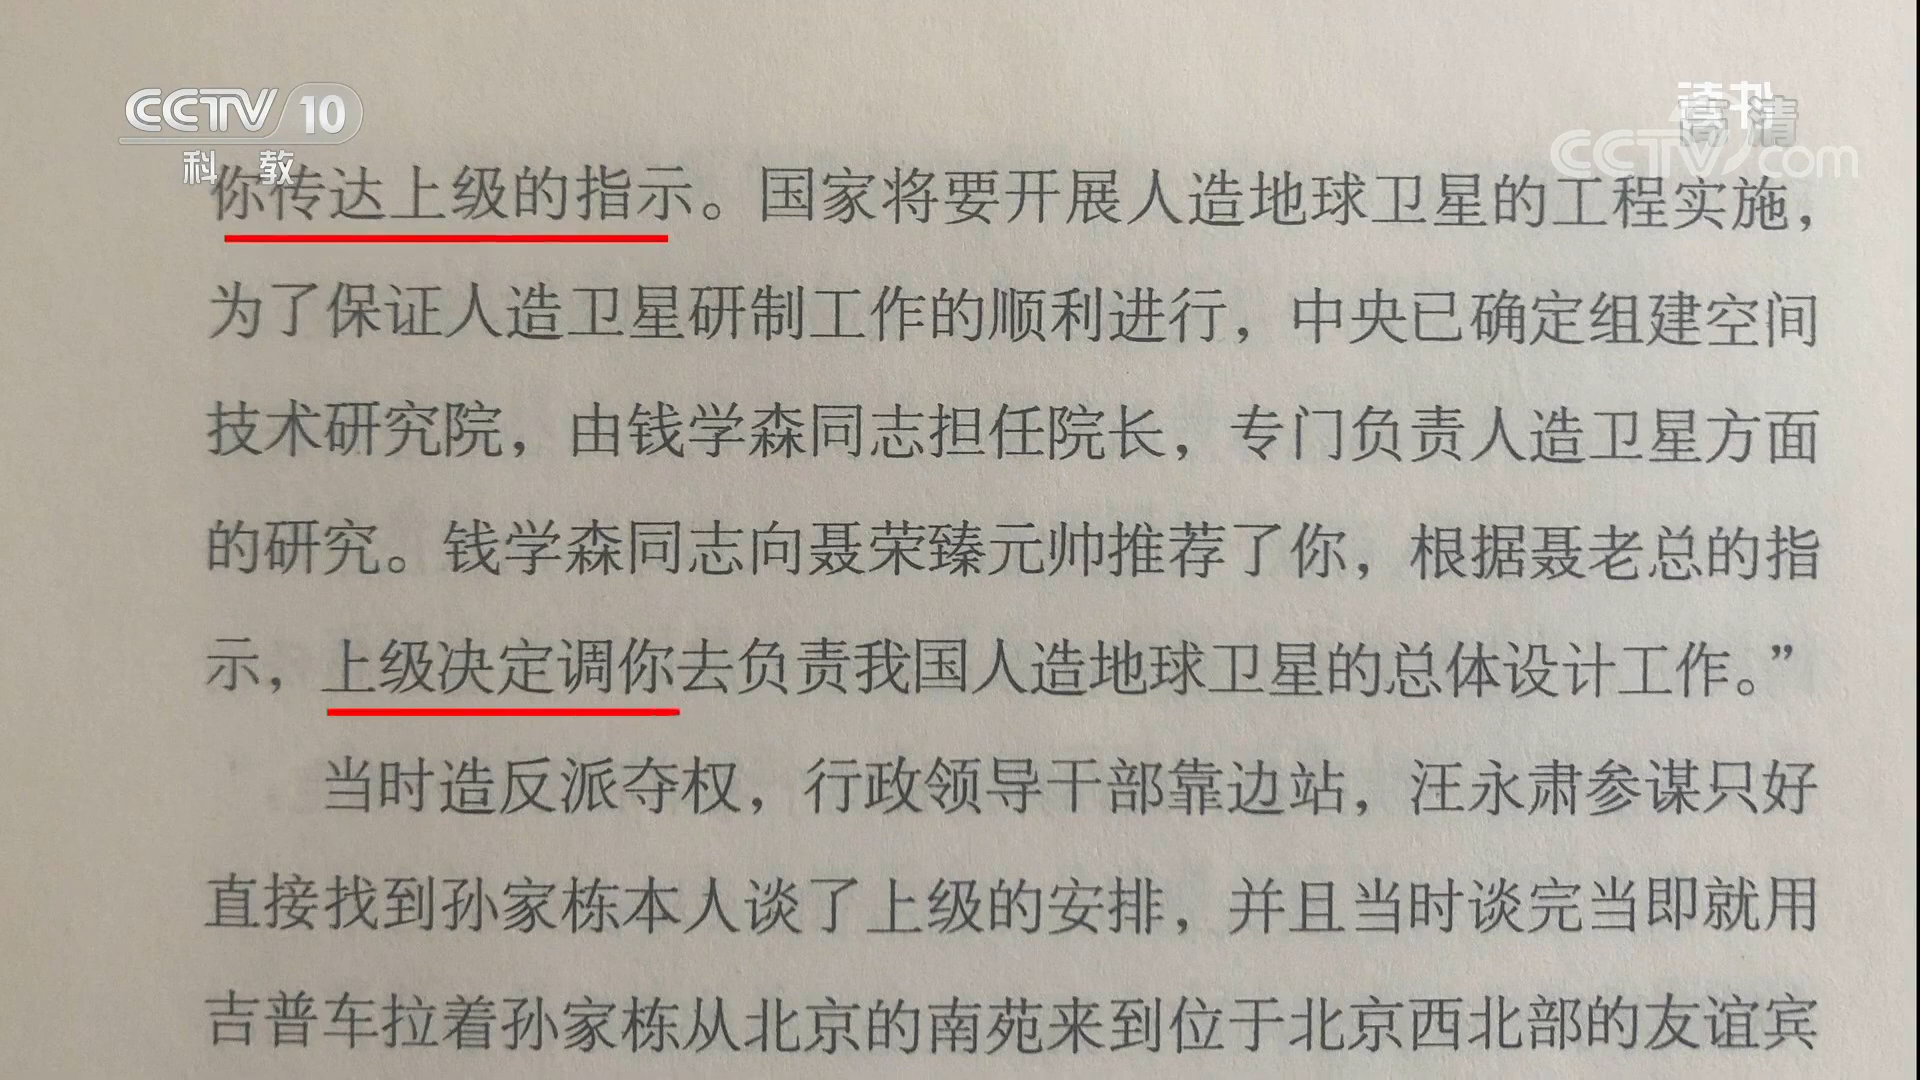 CCTV 10
科教
读书
高清
CCTV.com
你传达上级的指示。国家将要开展人造地球卫星的工程实施，
为了保证人造卫星研制工作的顺利进行，中央已确定组建空间
技术研究院，由钱学森同志担任院长，专门负责人造卫星方面
的研究。钱学森同志向聂荣臻元帅推荐了你，根据聂老总的指
示，上级决定调你去负责我国人造地球卫星的总体设计工作。”
当时造反派夺权，行政领导干部靠边站，汪永肃参谋只好
直接找到孙家栋本人谈了上级的安排，并且当时谈完当即就用
吉普车拉着孙家栋从北京的南苑来到位于北京西北部的友谊宾